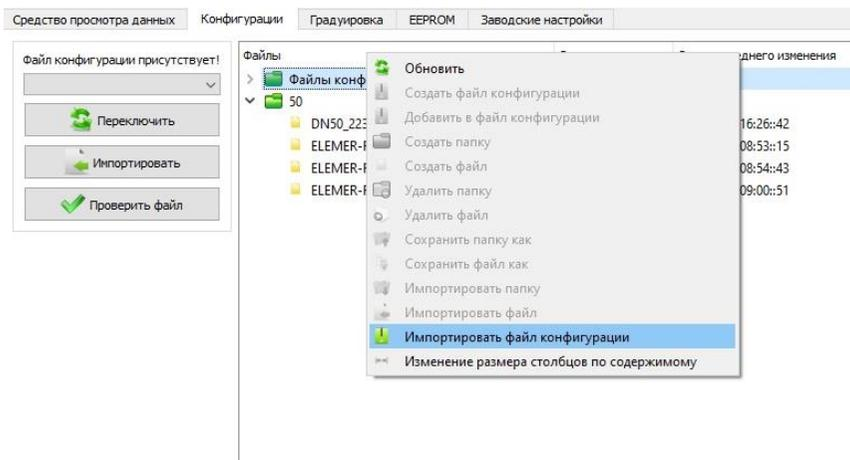 Средство просмотра данных Конфигурации Градуировка EEPROM Заводские настройки
Файл конфигурации присутствует!
Переключить
Импортировать
Проверить файл
Файлы
днего изменения
Файлы конф
50
DN50_223
16:26::42
ELEMER-F
08:53::15
ELEMER-F
08:54::43
ELEMER-F
09:00::51
Обновить
Создать файл конфигурации
Добавить в файл конфигурации
Создать папку
Создать файл
Удалить папку
Удалить файл
Сохранить папку как
Сохранить файл как
Импортировать папку
Импортировать файл
Импортировать файл конфигурации
Изменение размера столбцов по содержимому